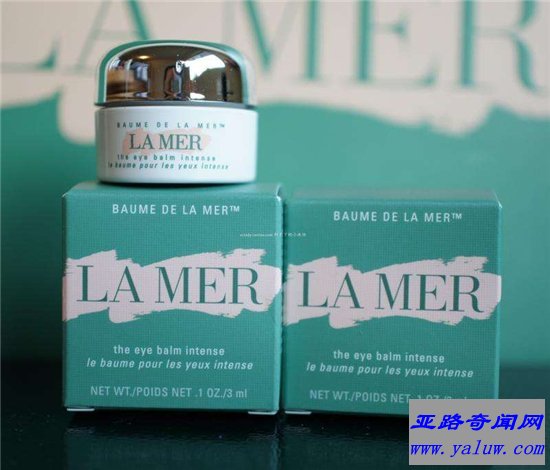 LA MER
BAUME DE LA MER™
LA MER
the eye balm intense
le baume pour les yeux intense
BAUME DE LA MER™
LA MER
the eye balm intense
le baume pour les yeux intense
NET WT./POIDS NET .1 OZ./3 ml
BAUME DE LA MER™
LA MER
the eye balm intense
le baume pour les yeux intense
NET WT./POIDS NET
亚路奇闻网
www.yaluw.com